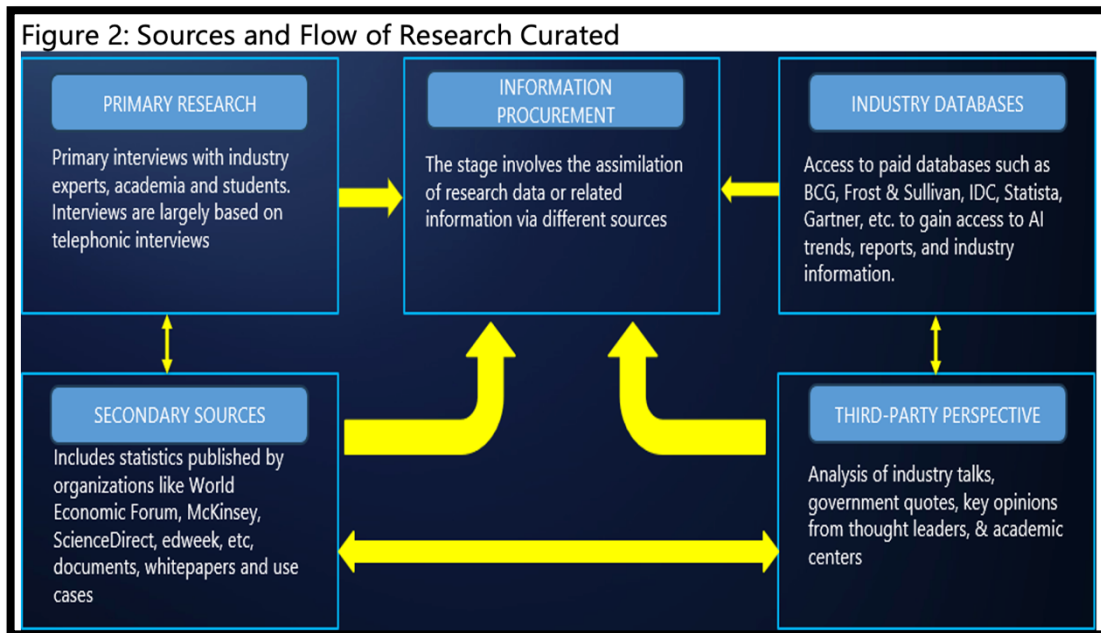 Figure 2: Sources and Flow of Research Curated
PRIMARY RESEARCH
Primary interviews with industry
experts, academia and students.
Interviews are largely based on
telephonic interviews
INFORMATION
PROCUREMENT
The stage involves the assimilation
of research data or related
information via different sources
INDUSTRY DATABASES
Access to paid databases such as
BCG, Frost & Sullivan, IDC, Statista,
Gartner, etc. to gain access to AI
trends, reports, and industry
information.
SECONDARY SOURCES
Includes statistics published by
organizations like World
Economic Forum, McKinsey,
ScienceDirect, edweek, etc,
documents, whitepapers and use
cases
THIRD-PARTY PERSPECTIVE
Analysis of industry talks,
government quotes, key opinions
from thought leaders, & academic
centers